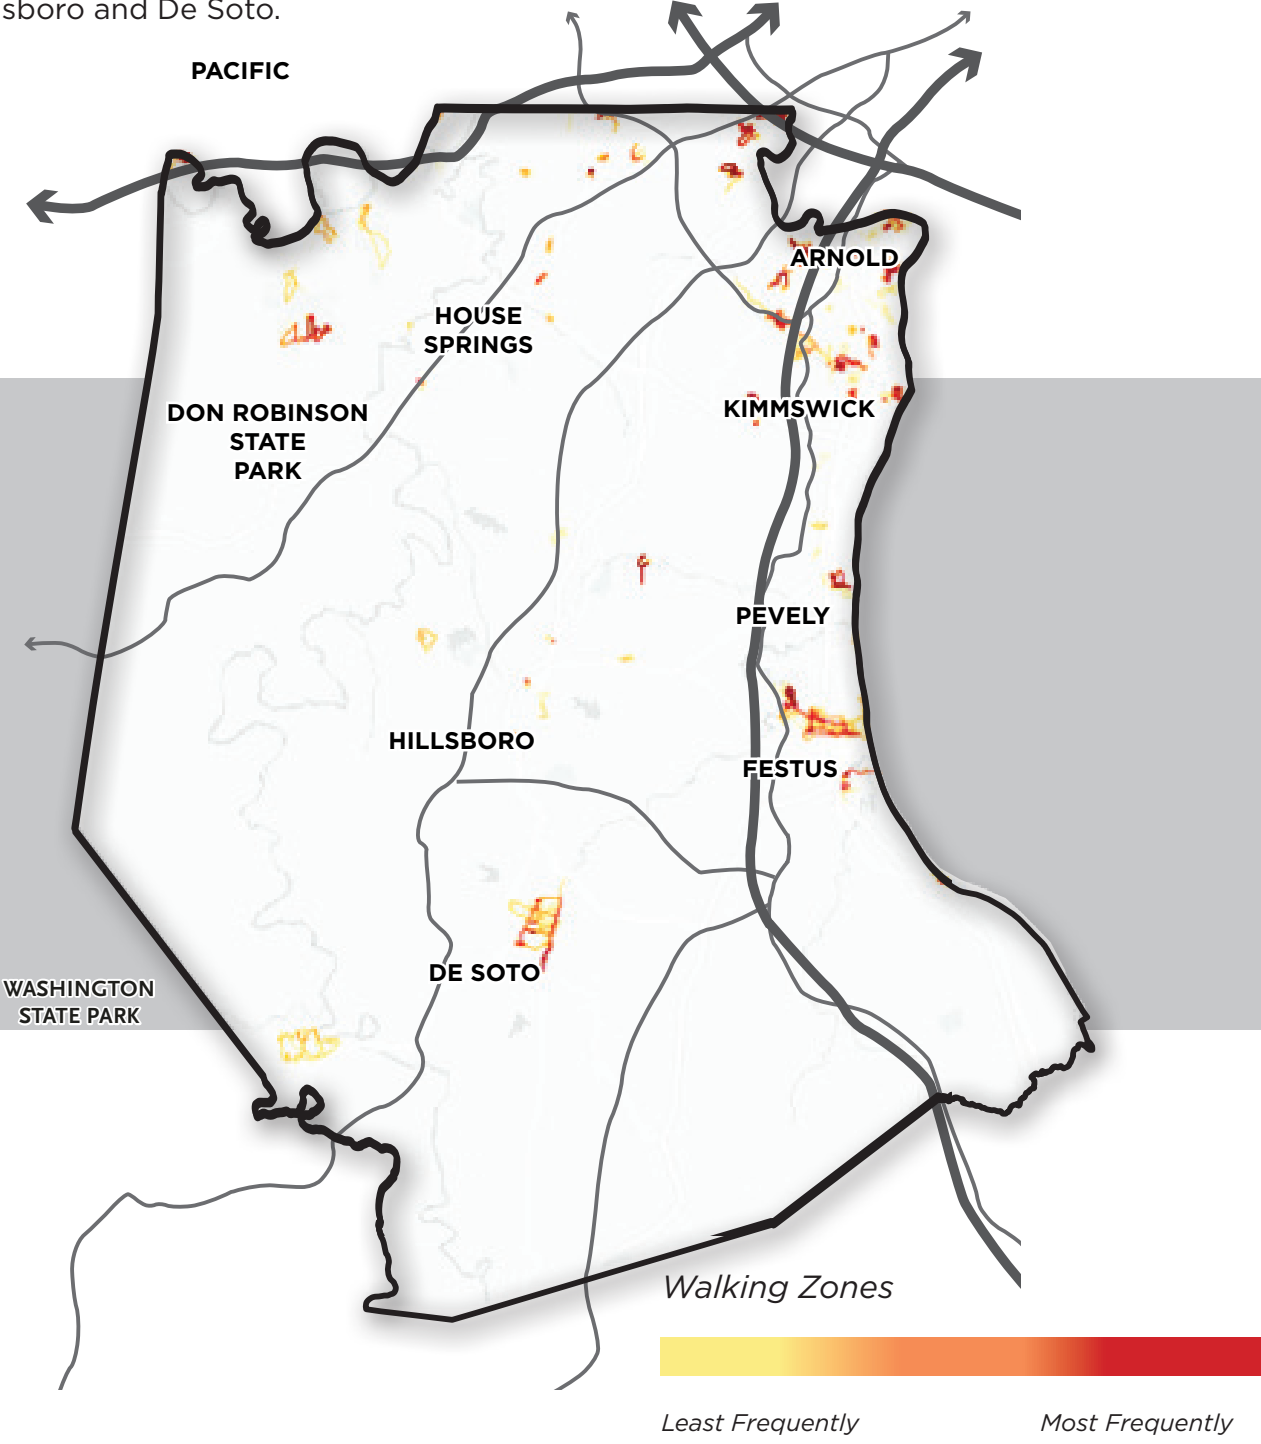 sboro and De Soto.
PACIFIC
ARNOLD
HOUSE
SPRINGS
KIMMSWICK
DON ROBINSON
STATE
PARK
PEVELY
HILLSBORO
FESTUS
DE SOTO
WASHINGTON
STATE PARK
Walking Zones
Least Frequently
Most Frequently